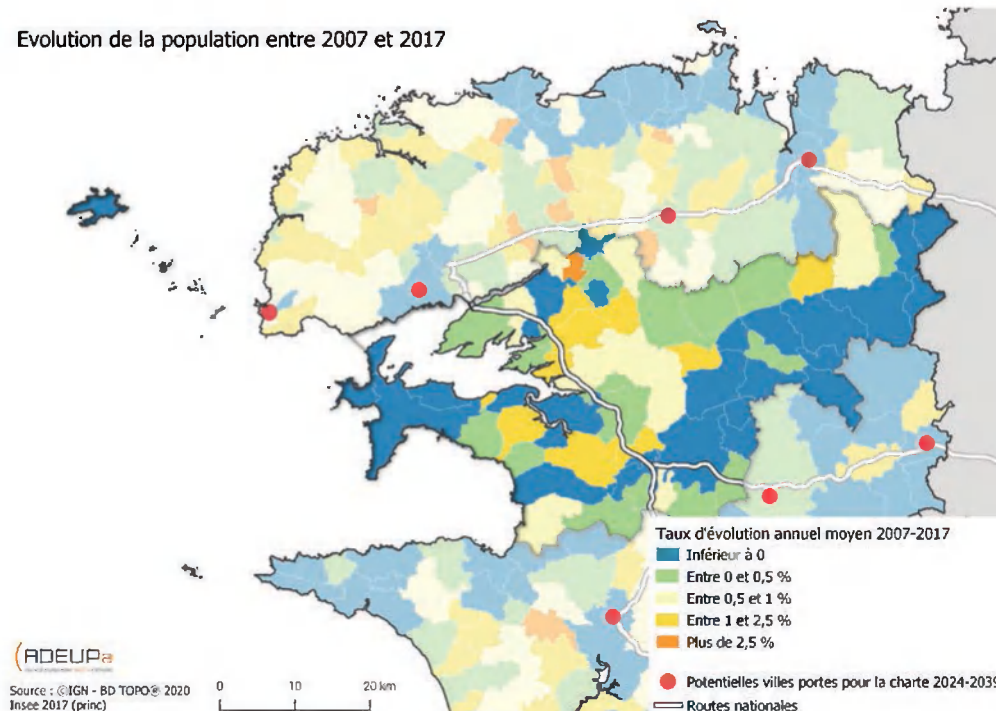 Evolution de la population entre 2007 et 2017
Taux d'évolution annuel moyen 2007-2017
Inférieur à 0
Entre 0 et 0,5 %
Entre 0,5 et 1 %
Entre 1 et 2,5 %
Plus de 2,5 %
Potentielles villes portes pour la charte 2024-2039
Routes nationales
ADEUPa
Source : ©IGN - BD TOPO® 2020
Insee 2017 (princ)
0 10 20 km